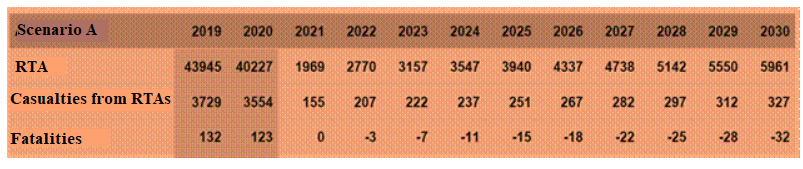 Scenario A 2019 2020 2021 2022 2023 2024 2025 2026 2027 2028 2029 2030
RTA 43945 40227 1969 2770 3157 3547 3940 4337 4738 5142 5550 5961
Casualties from RTAs 3729 3554 155 207 222 237 251 267 282 297 312 327
Fatalities 132 123 0 -3 -7 -11 -15 -18 -22 -25 -28 -32